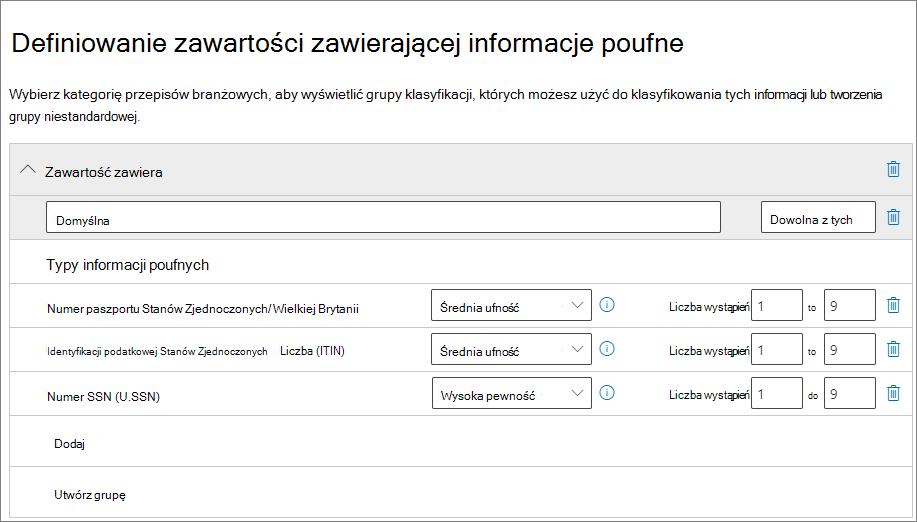 Definiowanie zawartości zawierającej informacje poufne
Wybierz kategorię przepisów branżowych, aby wyświetlić grupy klasyfikacji, których możesz użyć do klasyfikowania tych informacji lub tworzenia
grupy niestandardowej.
Zawartość zawiera
Domyślna Dowolna z tych
Typy informacji poufnych
Numer paszportu Stanów Zjednoczonych/Wielkiej Brytanii Średnia ufność Liczba wystąpień 1 to 9
Identyfikacji podatkowej Stanów Zjednoczonych Liczba (ITIN) Średnia ufność Liczba wystąpień 1 to 9
Numer SSN (U.SSN) Wysoka pewność Liczba wystąpień 1 do 9
Dodaj
Utwórz grupę